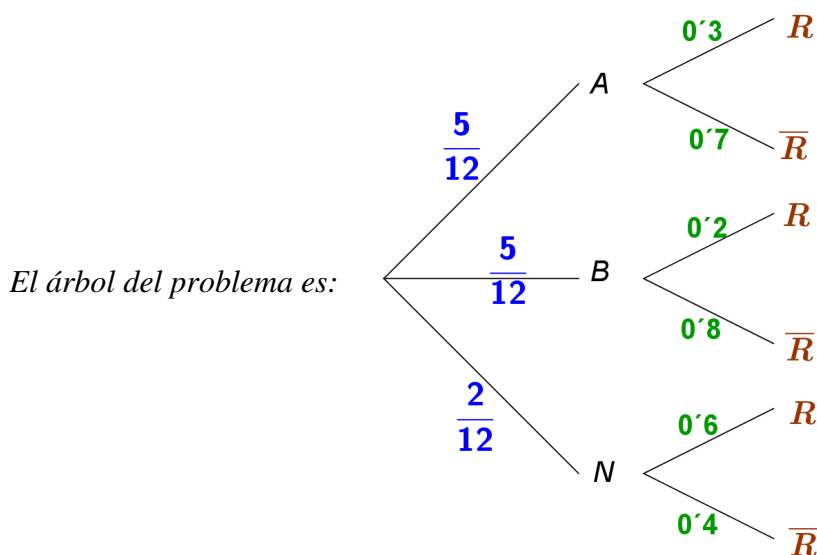 0´3 R
A
5
12
0´7 R̅
0´2 R
El árbol del problema es:
5
12
B
0´8 R̅
2
12
0´6 R
N
0´4 R̅